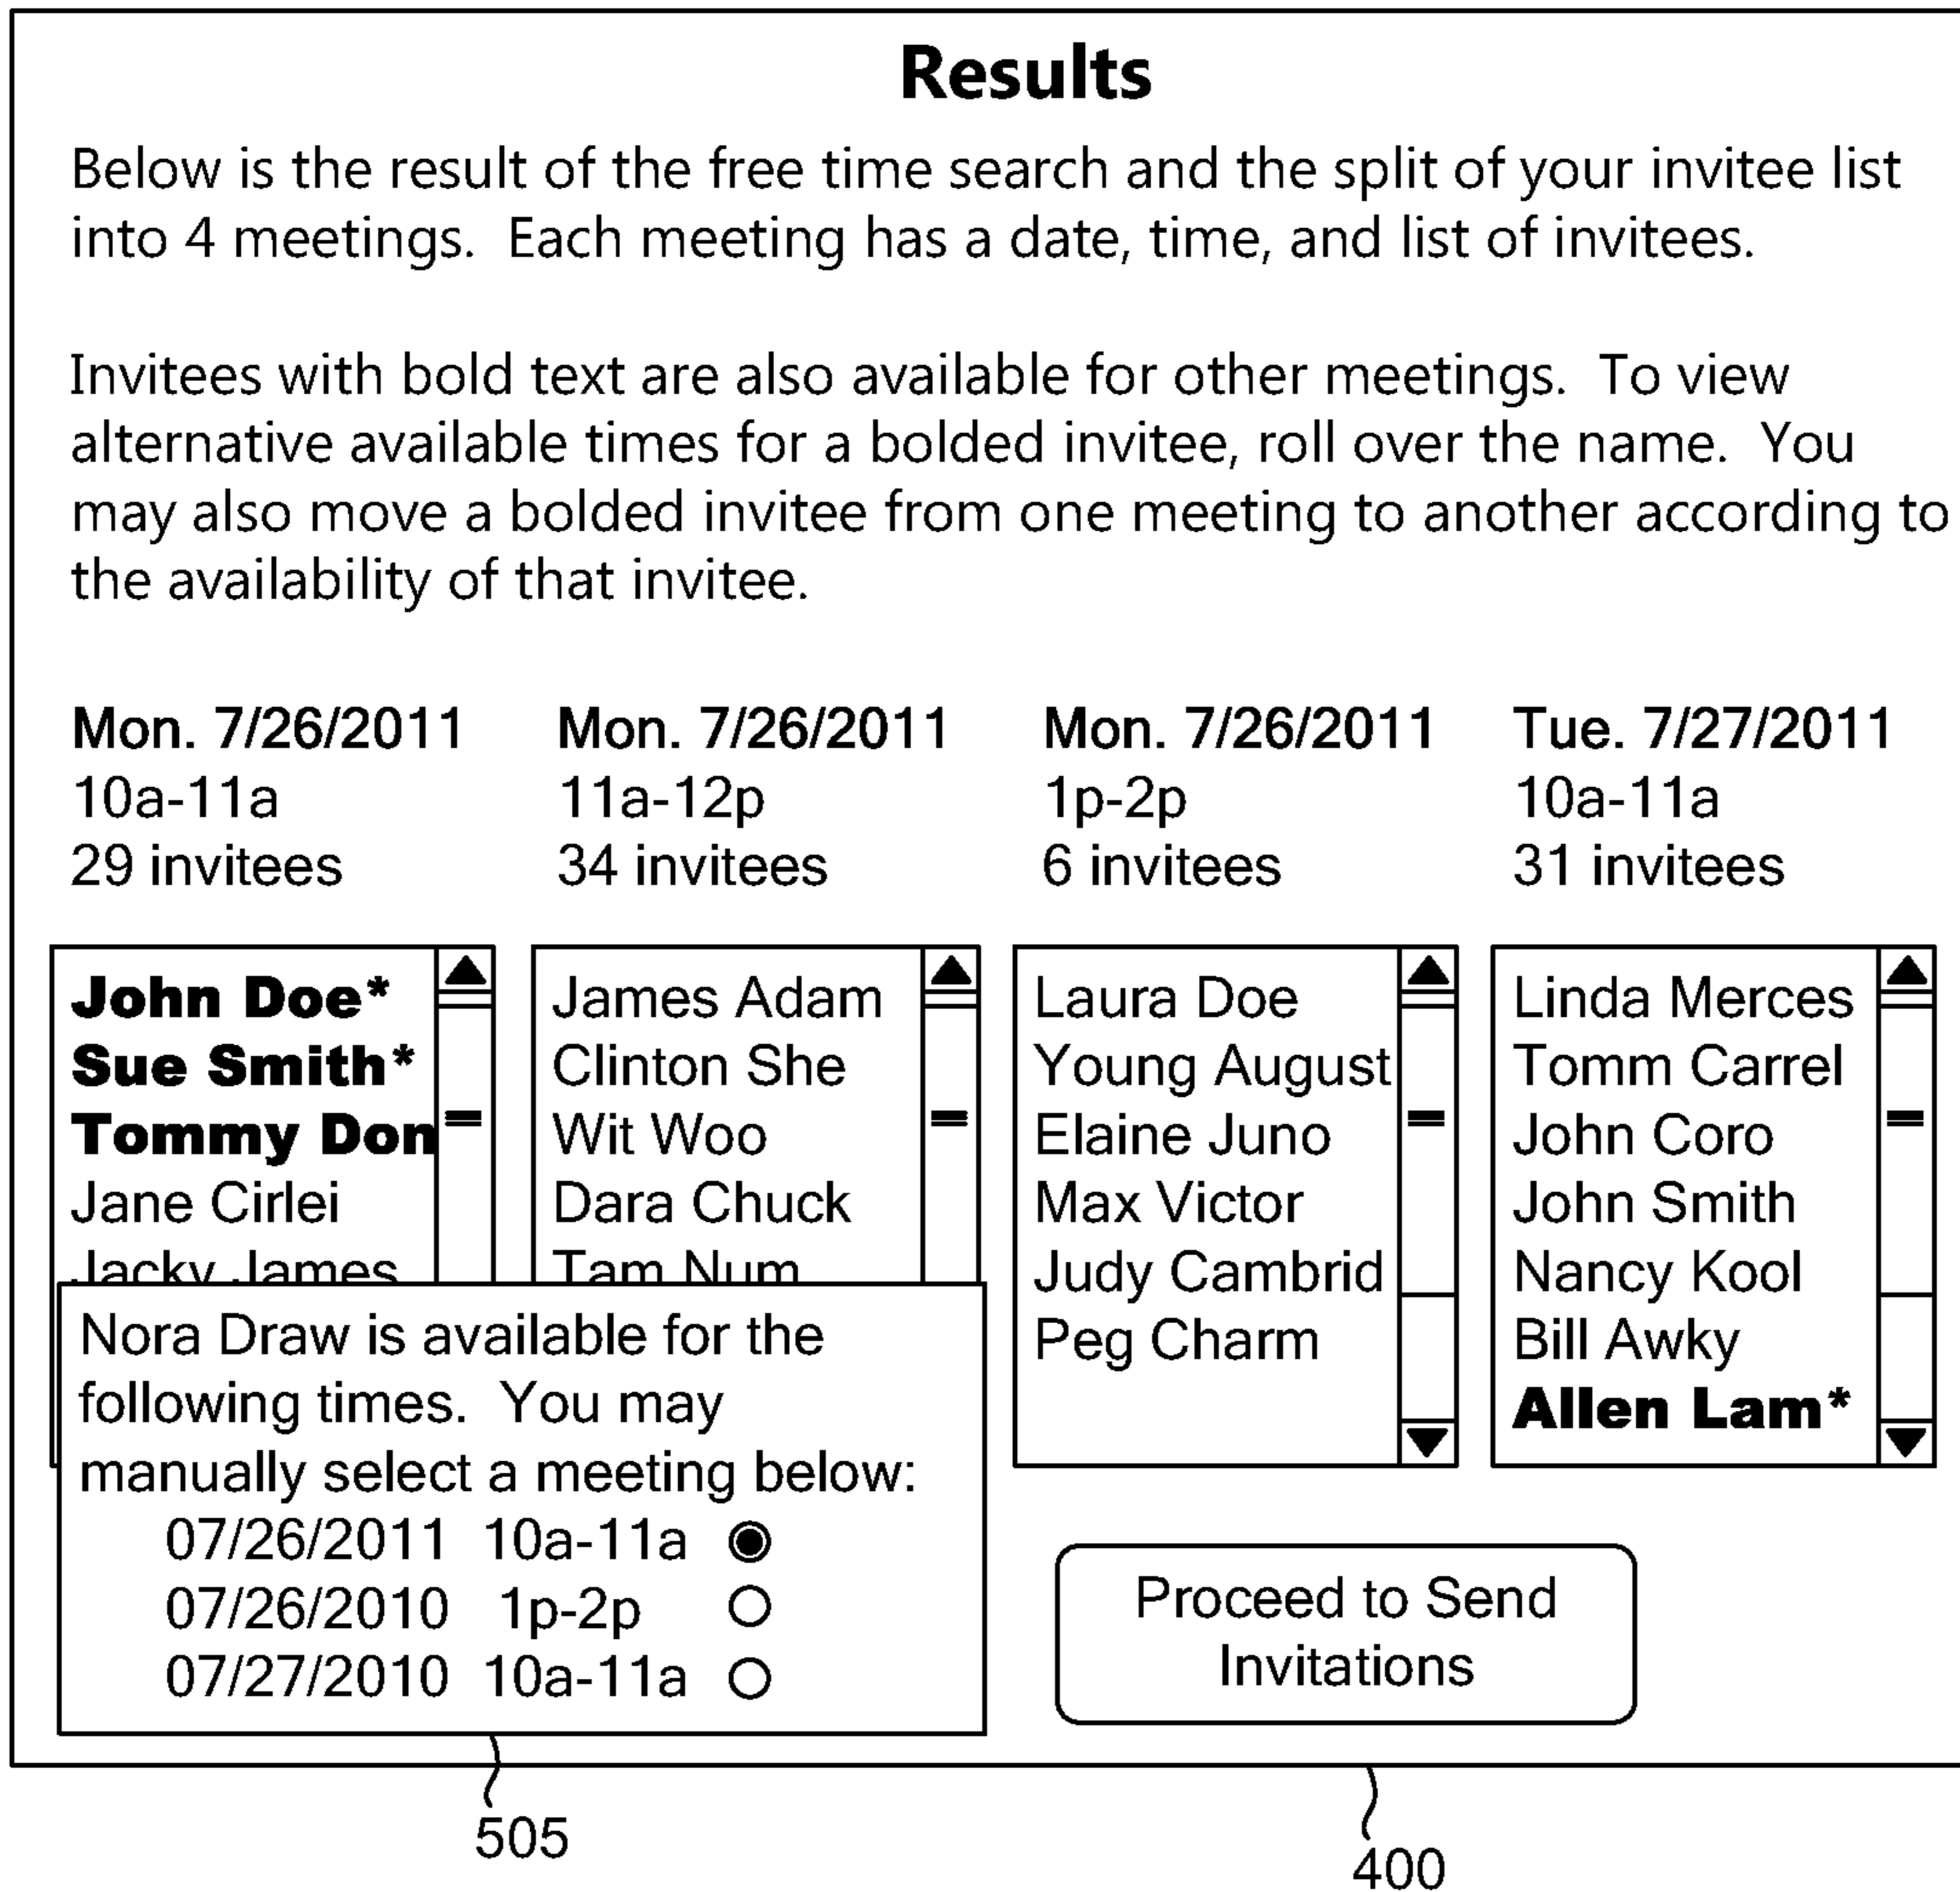 Results
Below is the result of the free time search and the split of your invitee list
into 4 meetings. Each meeting has a date, time, and list of invitees.
Invitees with bold text are also available for other meetings. To view
alternative available times for a bolded invitee, roll over the name. You
may also move a bolded invitee from one meeting to another according to
the availability of that invitee.
Mon. 7/26/2011
10a-11a
29 invitees
Mon. 7/26/2011
11a-12p
34 invitees
Mon. 7/26/2011
1p-2p
6 invitees
Tue. 7/27/2011
10a-11a
31 invitees
John Doe*
Sue Smith*
Tommy Don
Jane Cirlei
Jacky James
James Adam
Clinton She
Wit Woo
Dara Chuck
Tam Num
Laura Doe
Young August
Elaine Juno
Max Victor
Judy Cambrid
Peg Charm
Linda Merces
Tomm Carrel
John Coro
John Smith
Nancy Kool
Bill Awky
Allen Lam*
Nora Draw is available for the
following times. You may
manually select a meeting below:
07/26/2011 10a-11a
07/26/2010 1p-2p
07/27/2010 10a-11a
Proceed to Send
Invitations
505
400